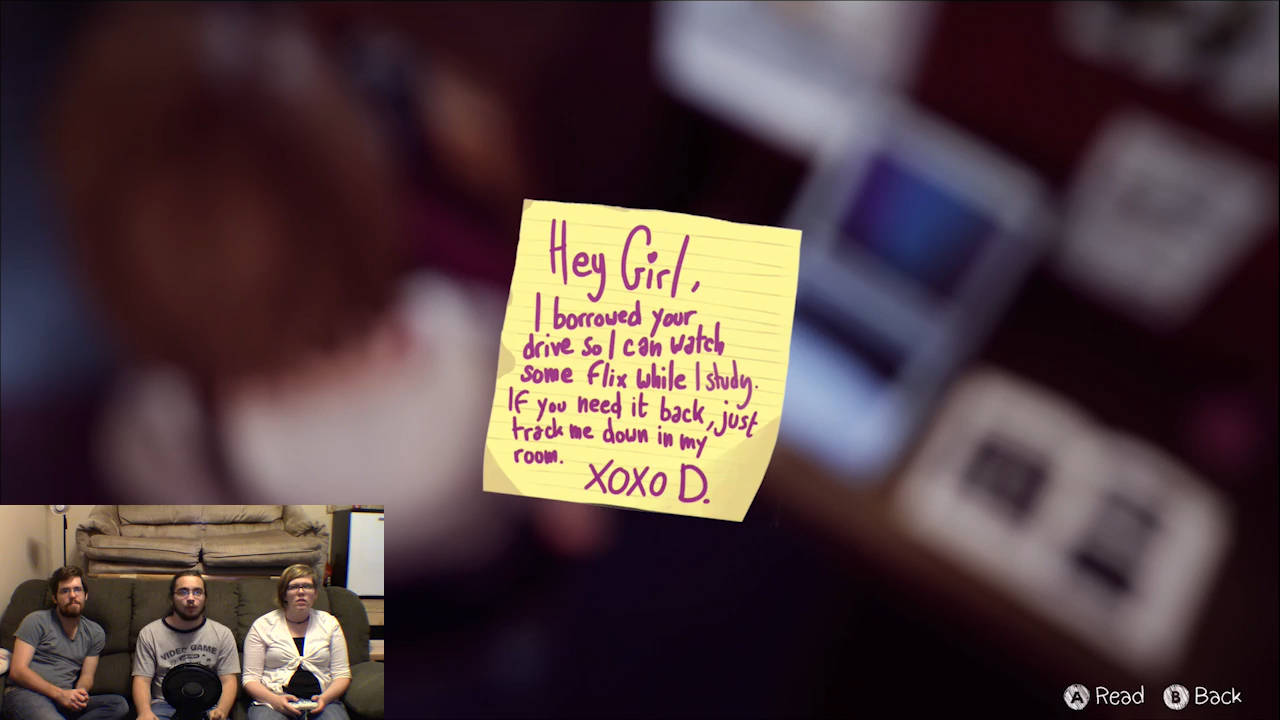 Hey Girl,
I borrowed your
drive so I can watch
some Flix while I study.
If you need it back, just
track me down in my
room.
XOXO D.
VIDEO GAME
A Read B Back